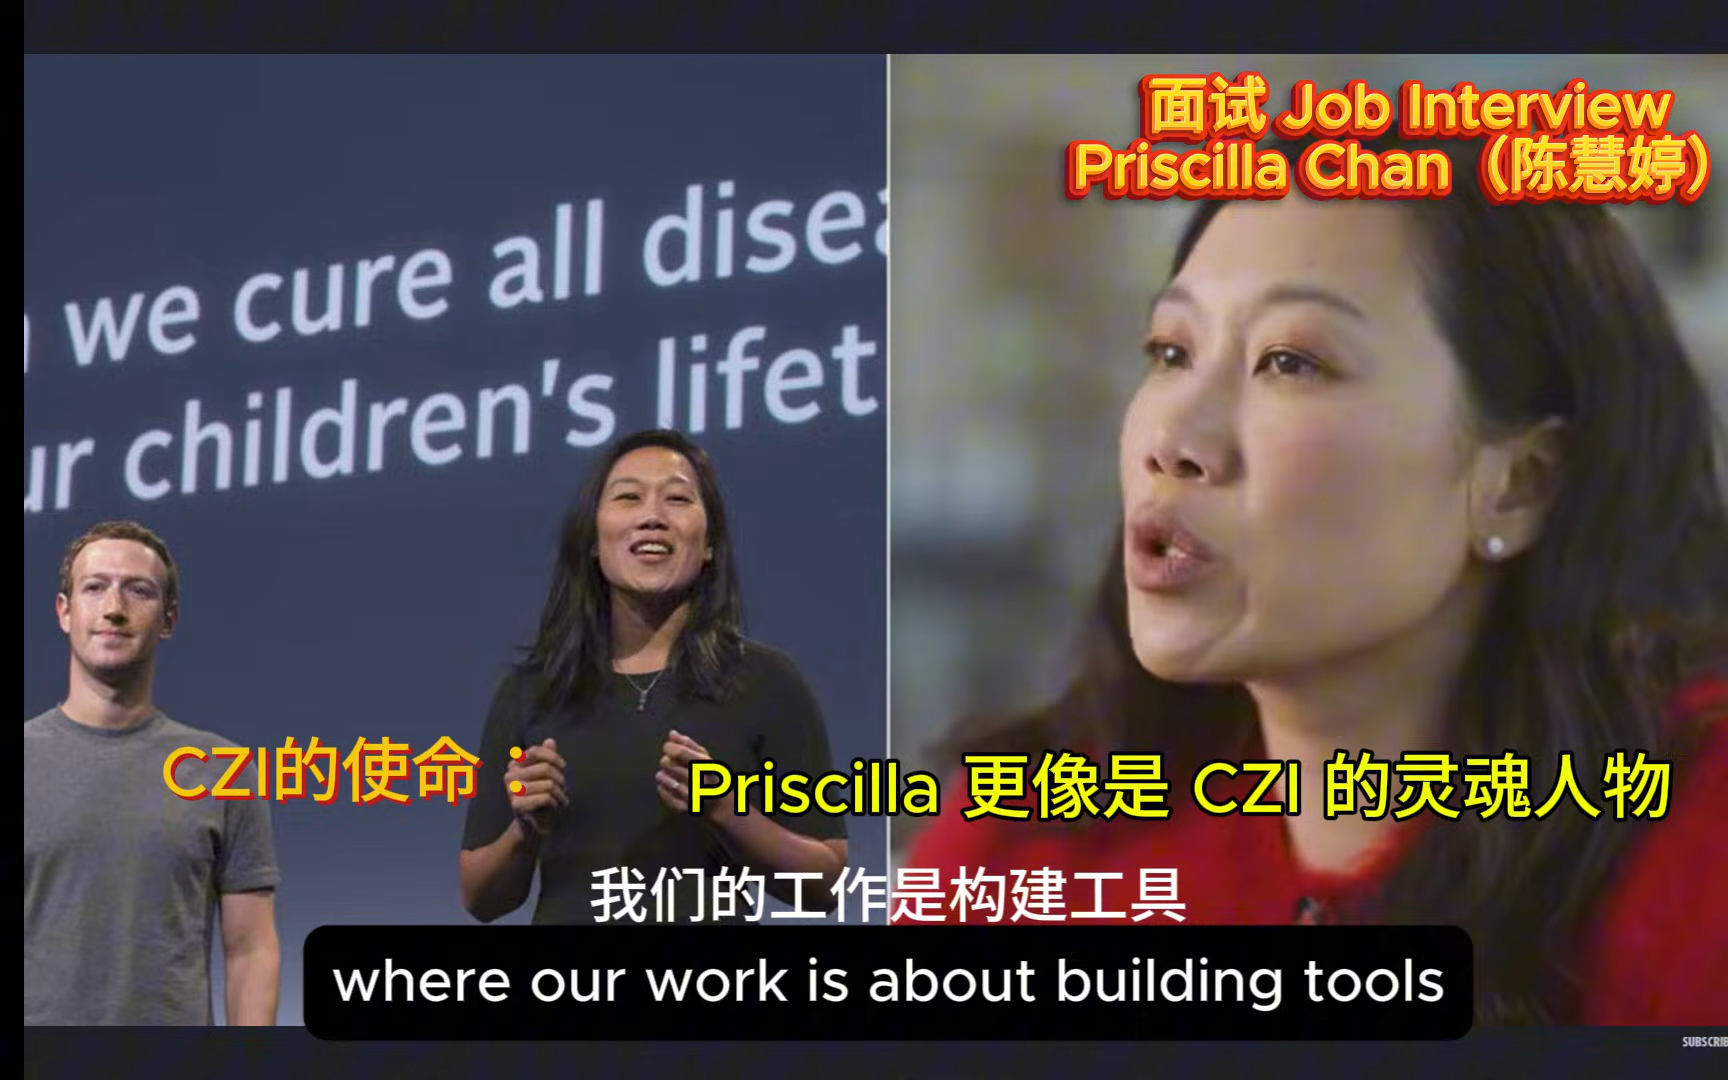 面试 Job Interview
Priscilla Chan（陈慧婷）
we cure all disea
ur children's lifet
CZI的使命：
Priscilla 更像是 CZI 的灵魂人物
我们的工作是构建工具
where our work is about building tools
SUBSCRIB